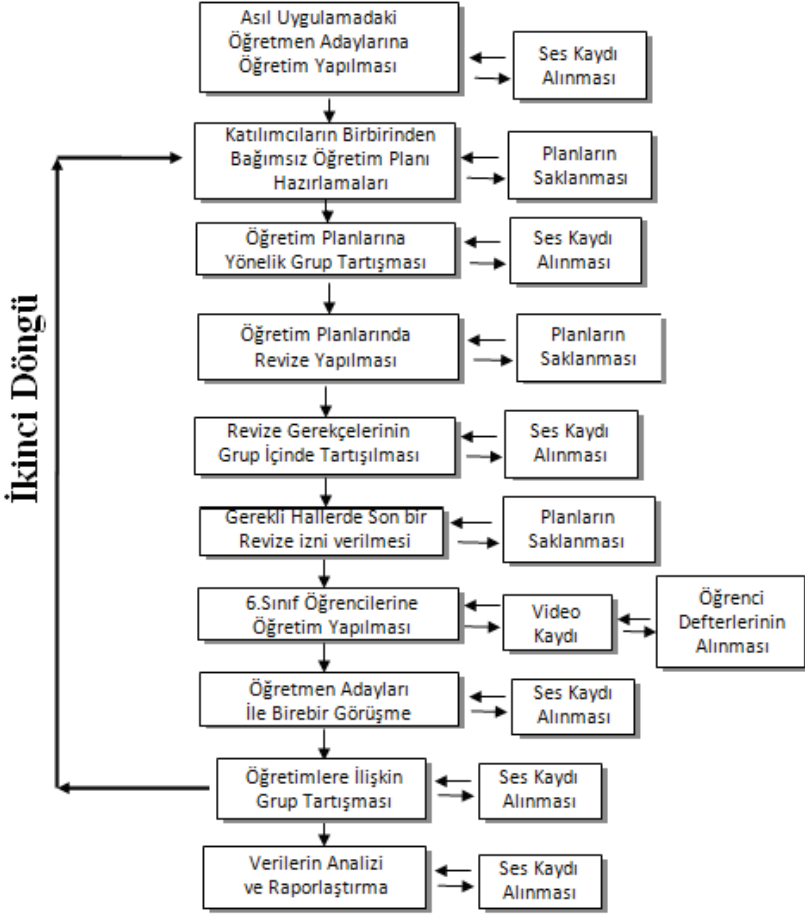 Asıl Uygulamadaki
Öğretmen Adaylarına
Öğretim Yapılması
Ses Kaydı
Alınması
Katılımcıların Birbirinden
Bağımsız Öğretim Planı
Hazırlamaları
Planların
Saklanması
Öğretim Planlarına
Yönelik Grup Tartışması
Ses Kaydı
Alınması
Öğretim Planlarında
Revize Yapılması
Planların
Saklanması
Revize Gerekçelerinin
Grup İçinde Tartışılması
Ses Kaydı
Alınması
Gerekli Hallerde Son bir
Revize izni verilmesi
Planların
Saklanması
6.Sınıf Öğrencilerine
Öğretim Yapılması
Video
Kaydı
Öğrenci
Defterlerinin
Alınması
Öğretmen Adayları
İle Birebir Görüşme
Ses Kaydı
Alınması
Öğretimlere İlişkin
Grup Tartışması
Ses Kaydı
Alınması
Verilerin Analizi
ve Raporlaştırma
Ses Kaydı
Alınması
İkinci Döngü